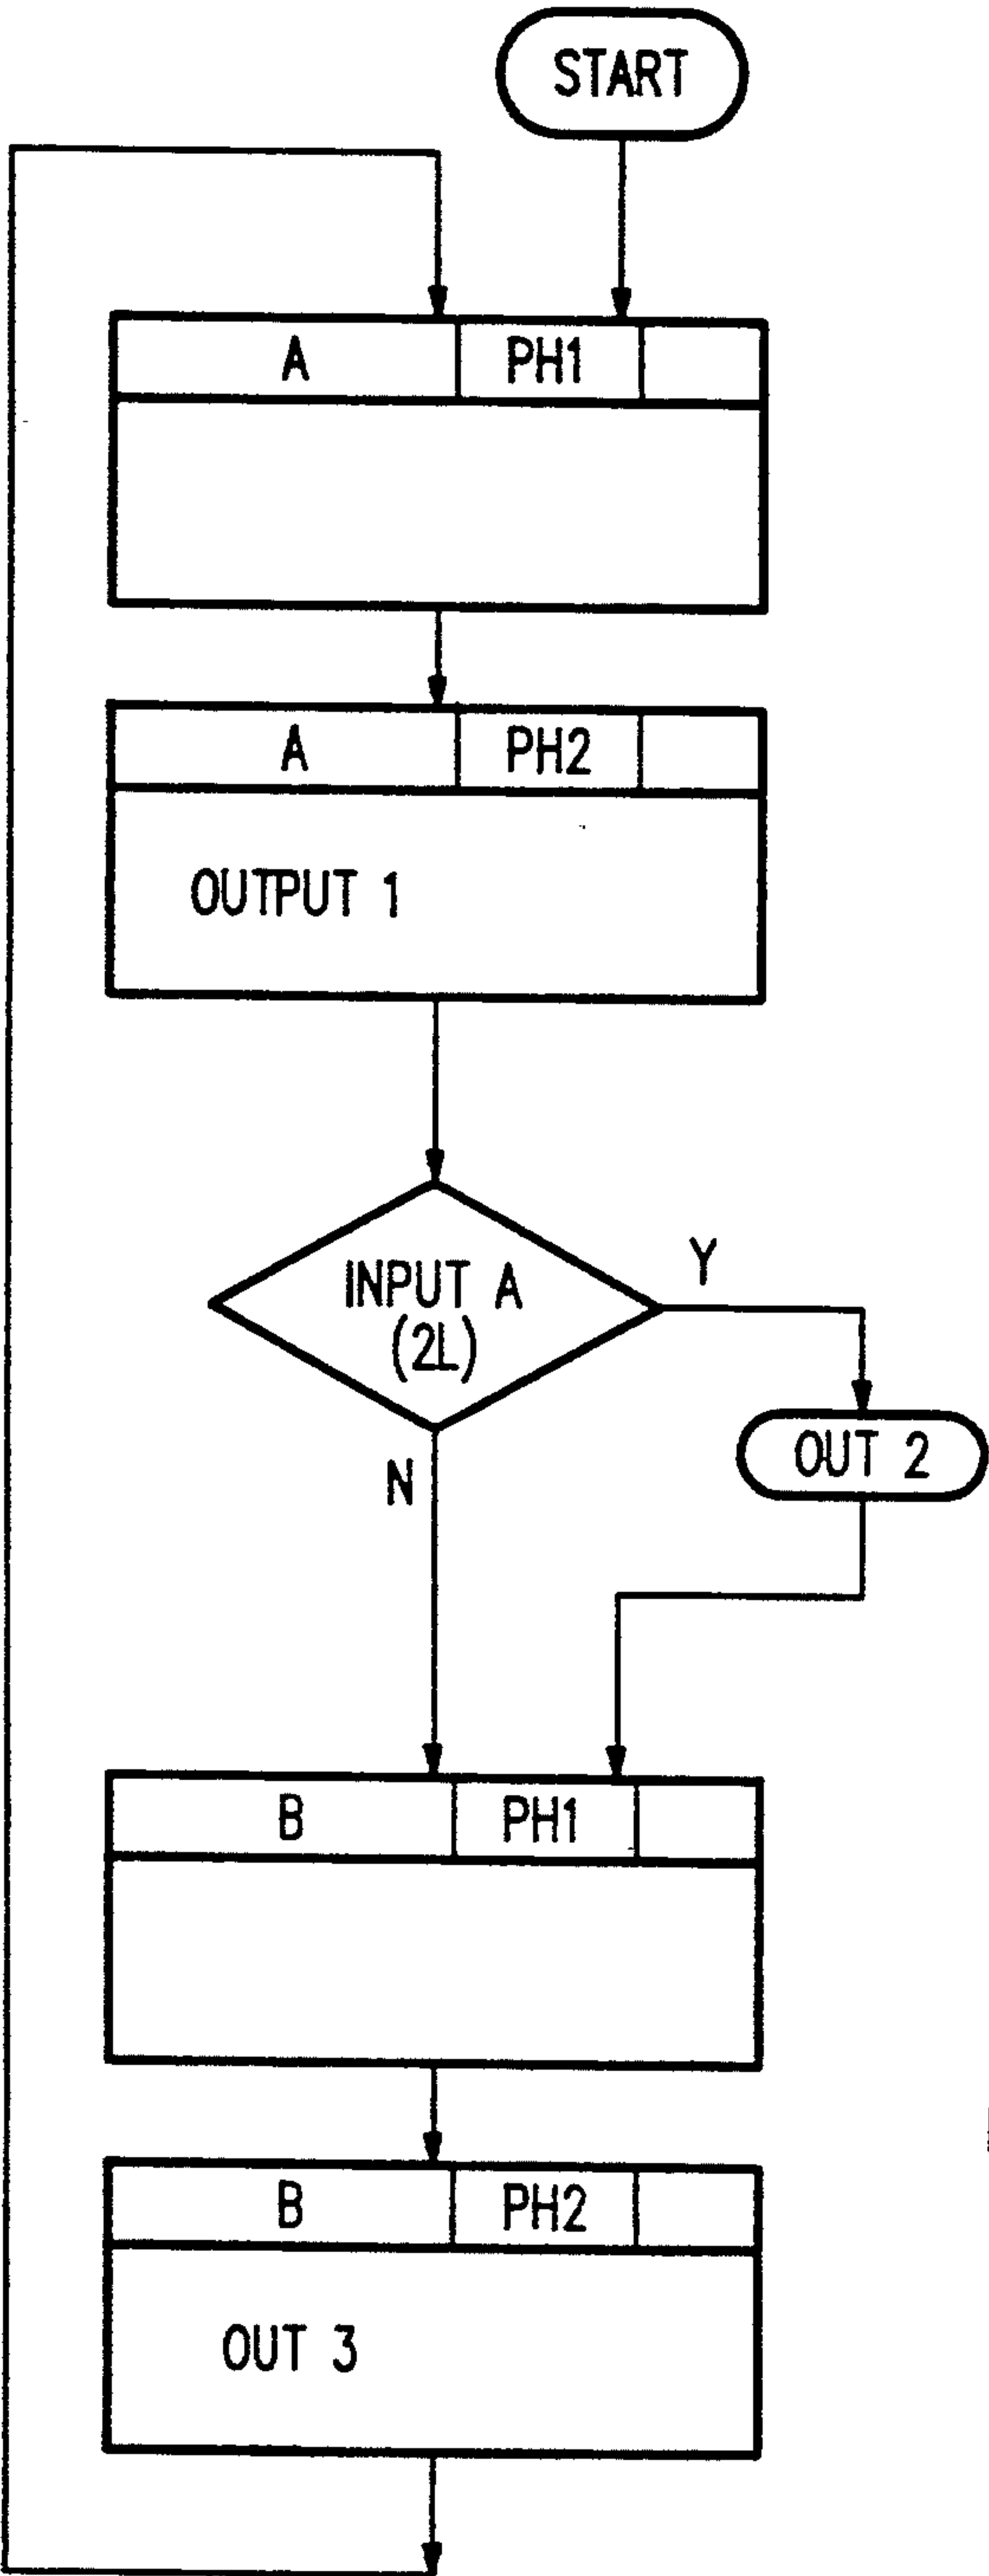 START
A PH1
A PH2
OUTPUT 1
INPUT A
(2L)
Y
OUT 2
N
B PH1
B PH2
OUT 3